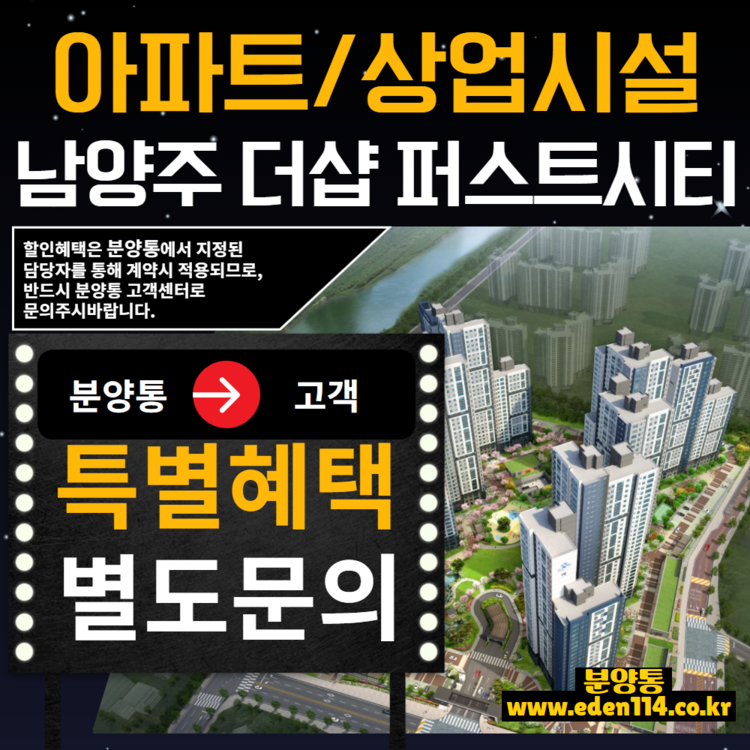 아파트/상업시설
남양주 더샵 퍼스트시티
할인혜택은 분양통에서 지정된
담당자를 통해 계약시 적용되므로,
반드시 분양통 고객센터로
문의주시바랍니다.
분양통 → 고객
특별혜택
별도문의
분양통
www.eden114.co.kr